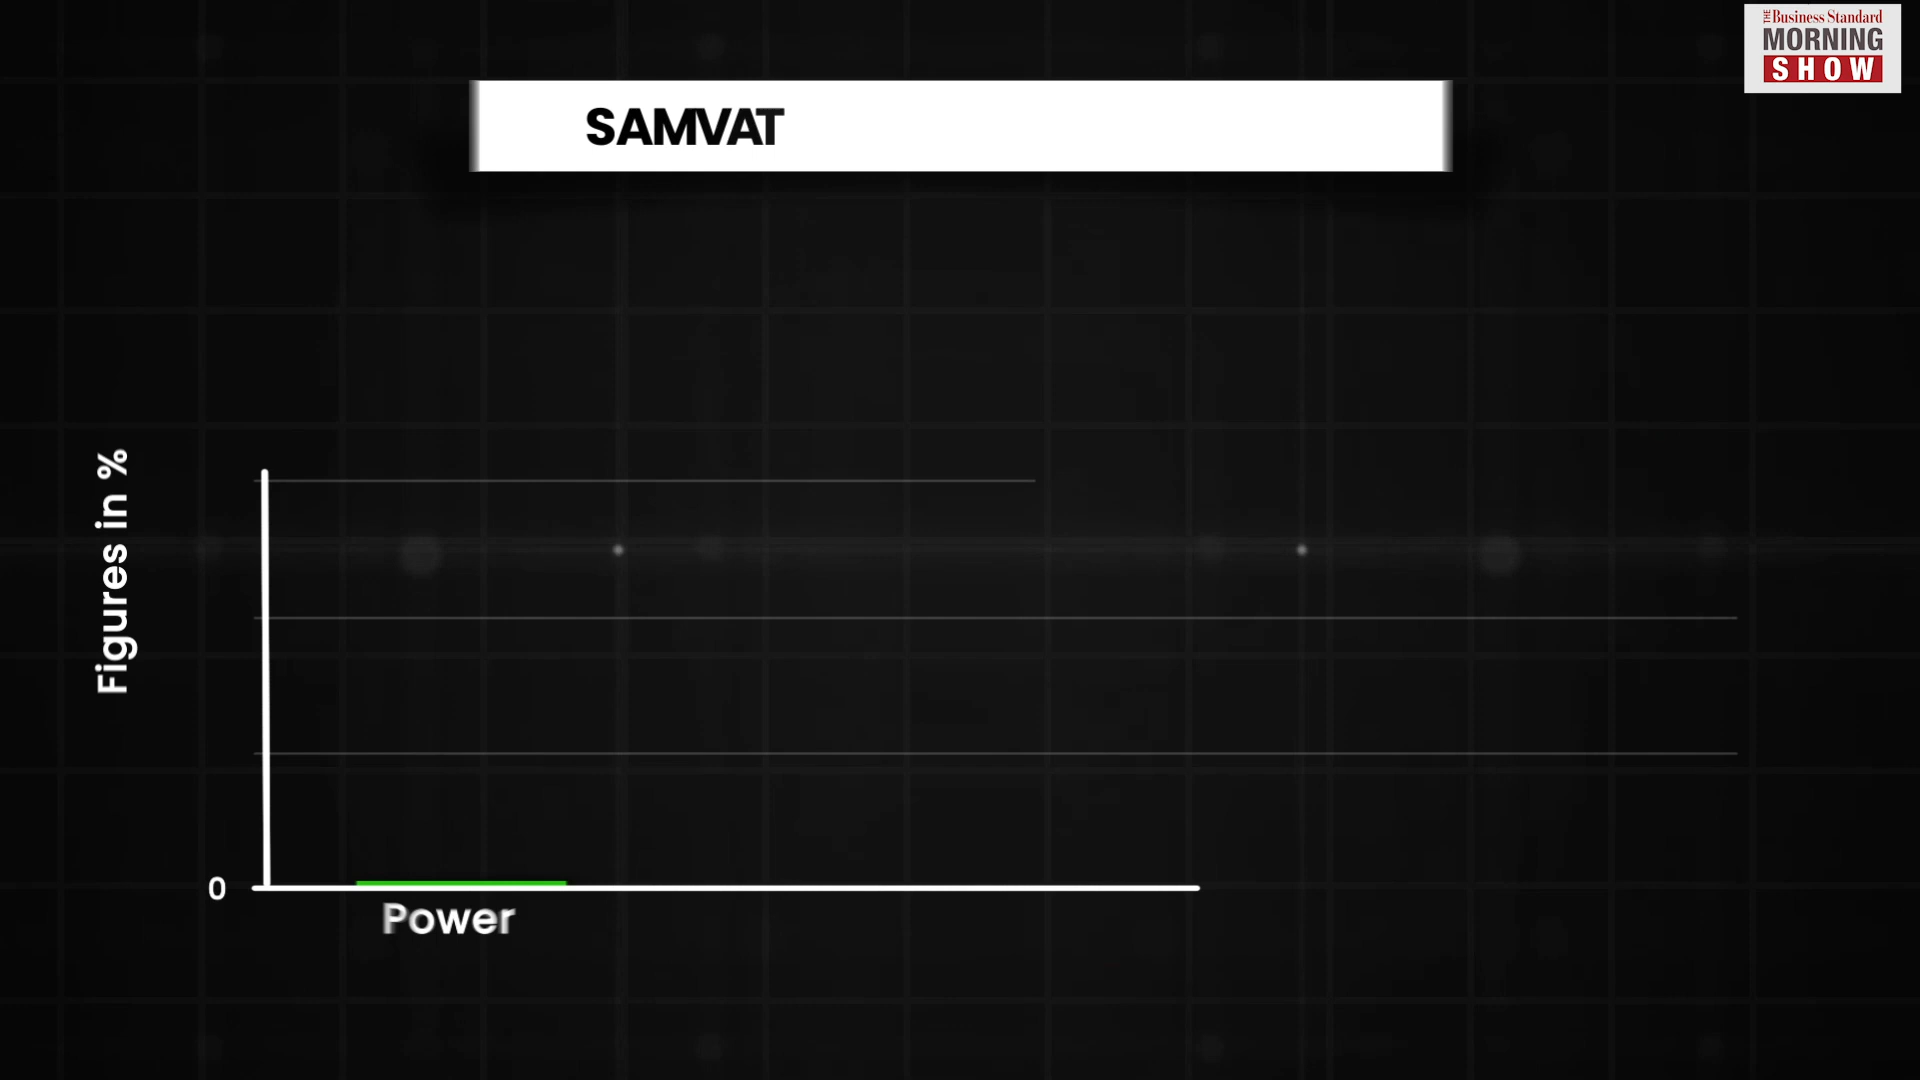 THE Business Standard
MORNING
SHOW
SAMVAT
Figures in %
0
Power